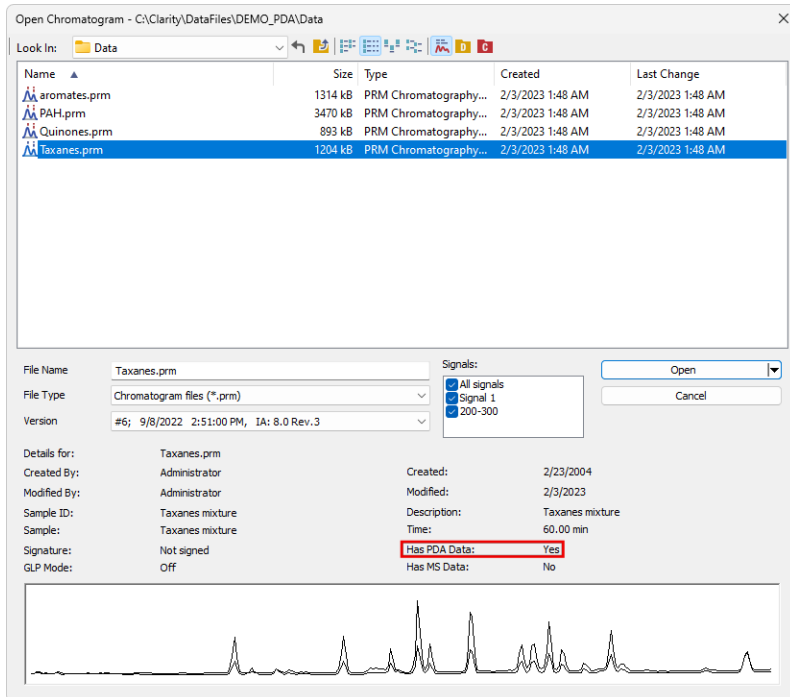 Open Chromatogram - C:\Clarity\DataFiles\DEMO_PDA\Data
Look In: Data D C
Name Size Type Created Last Change
aromates.prm 1314 kB PRM Chromatography... 2/3/2023 1:48 AM 2/3/2023 1:48 AM
PAH.prm 3470 kB PRM Chromatography... 2/3/2023 1:48 AM 2/3/2023 1:48 AM
Quinones.prm 893 kB PRM Chromatography... 2/3/2023 1:48 AM 2/3/2023 1:48 AM
Taxanes.prm 1204 kB PRM Chromatography... 2/3/2023 1:48 AM 2/3/2023 1:48 AM
File Name Taxanes.prm
File Type Chromatogram files (*.prm)
Version #6; 9/8/2022 2:51:00 PM, IA: 8.0 Rev.3
Signals:
All signals
Signal 1
200-300
Open
Cancel
Details for: Taxanes.prm
Created By: Administrator Created: 2/23/2004
Modified By: Administrator Modified: 2/3/2023
Sample ID: Taxanes mixture Description: Taxanes mixture
Sample: Taxanes mixture Time: 60.00 min
Signature: Not signed Has PDA Data: Yes
GLP Mode: Off Has MS Data: No